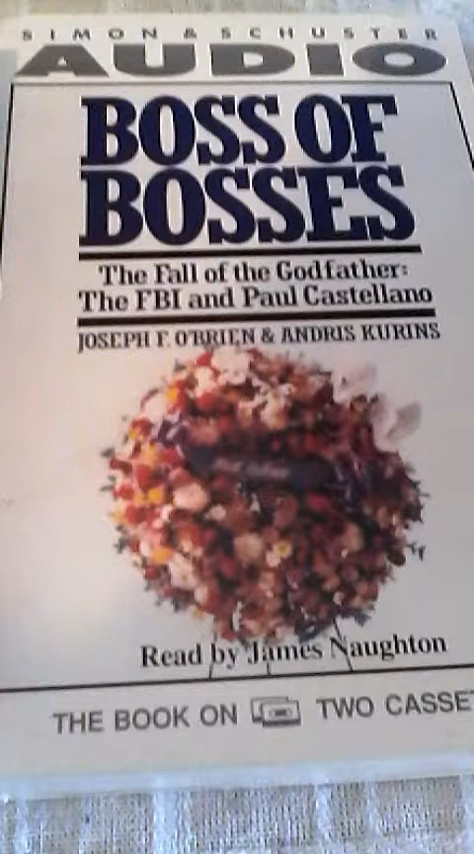 SIMON & SCHUSTER
AUDIO
BOSS OF
BOSSES
The Fall of the Godfather:
The FBI and Paul Castellano
JOSEPH F. O'BRIEN & ANDRIS KURINS
Read by James Naughton
THE BOOK ON TWO CASSE